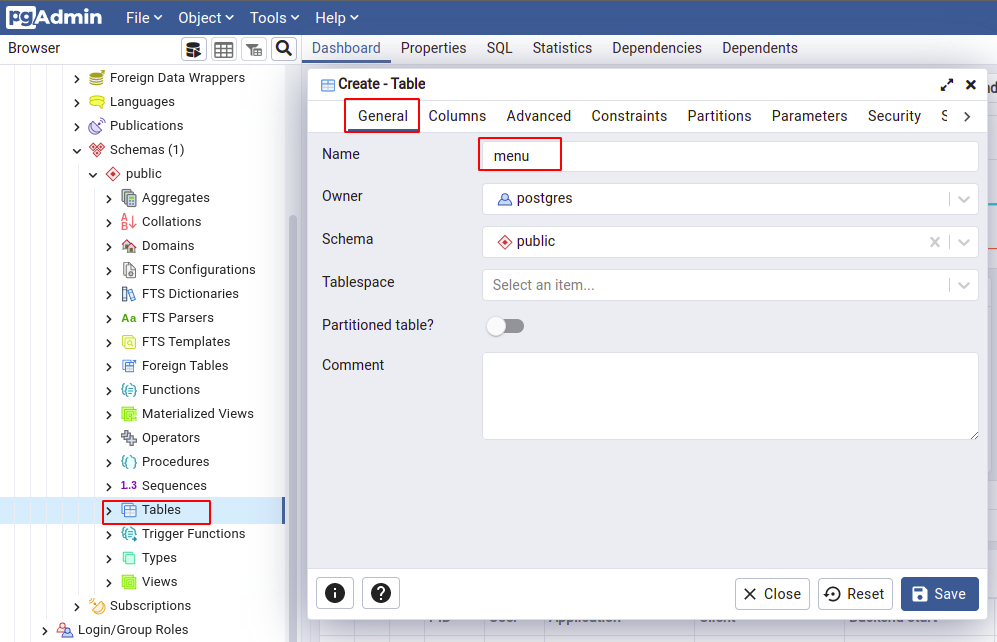 pgAdmin File Object Tools Help
Browser
Dashboard Properties SQL Statistics Dependencies Dependents
Foreign Data Wrappers
Languages
Publications
Schemas (1)
public
Aggregates
Collations
Domains
FTS Configurations
FTS Dictionaries
Aa FTS Parsers
FTS Templates
Foreign Tables
Functions
Materialized Views
Operators
Procedures
1..3 Sequences
Tables
Trigger Functions
Types
Views
Subscriptions
Login/Group Roles
Create - Table
General Columns Advanced Constraints Partitions Parameters Security
Name
menu
Owner
postgres
Schema
public
Tablespace
Select an item...
Partitioned table?
Comment
Close Reset Save